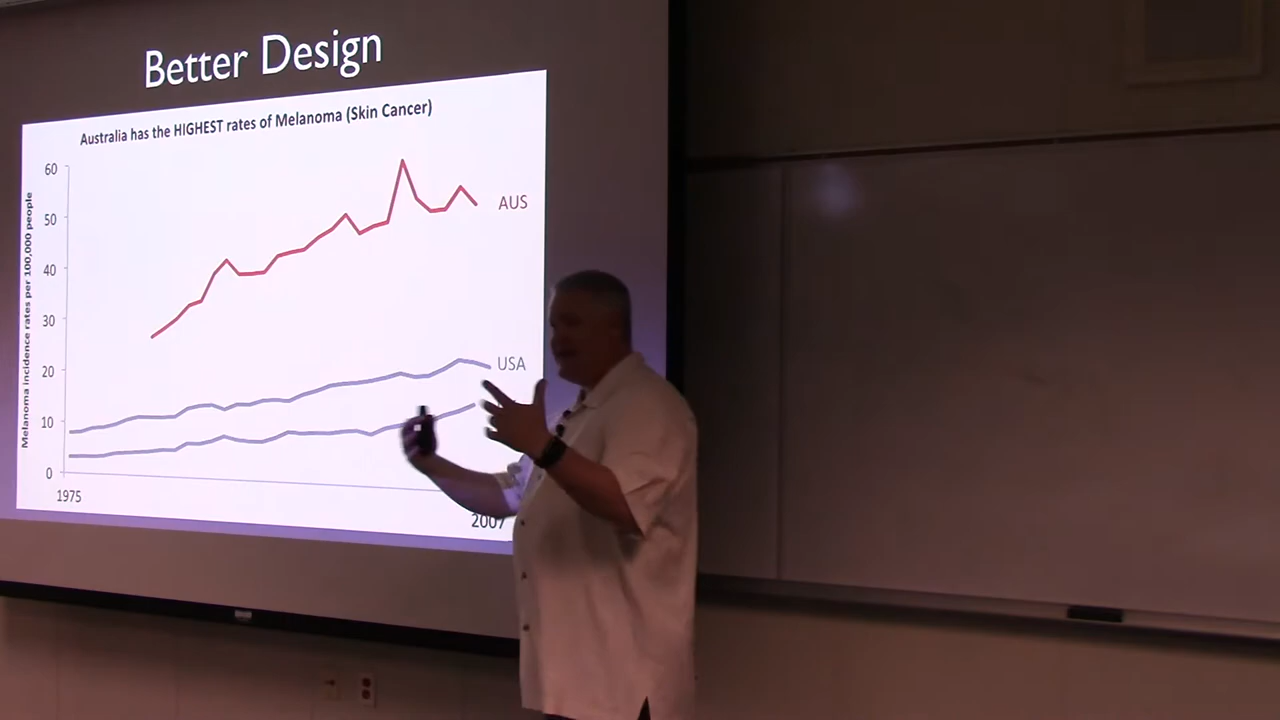 Better Design
Australia has the HIGHEST rates of Melanoma (Skin Cancer)
Melanoma incidence rates per 100,000 people
60
50
40
30
20
10
0
AUS
USA
1975
2007